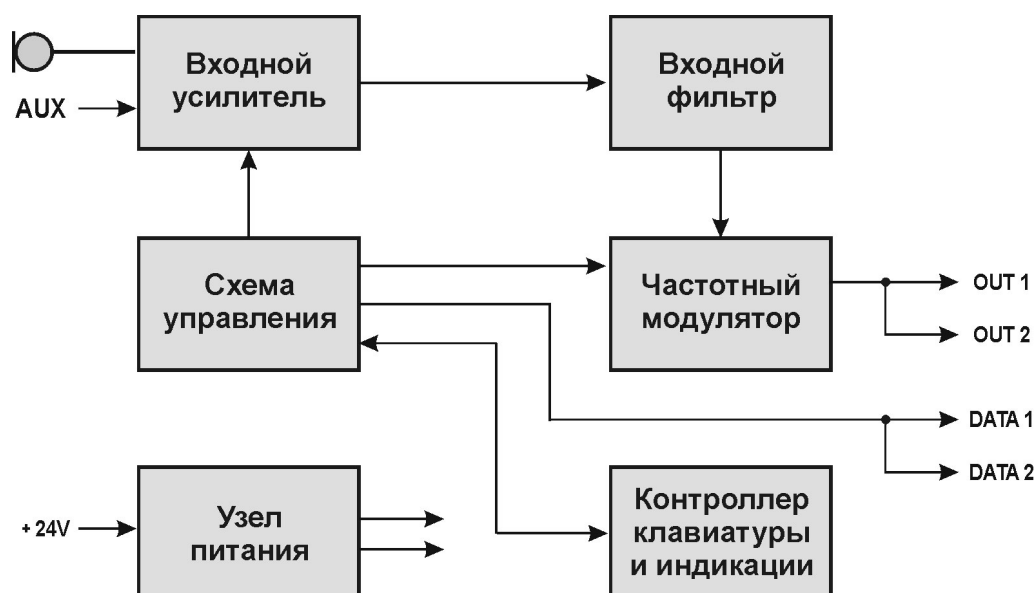 Входной
усилитель
Входной
фильтр
AUX
Схема
управления
Частотный
модулятор
OUT 1
OUT 2
DATA 1
DATA 2
+ 24V
Узел
питания
Контроллер
клавиатуры
и индикации